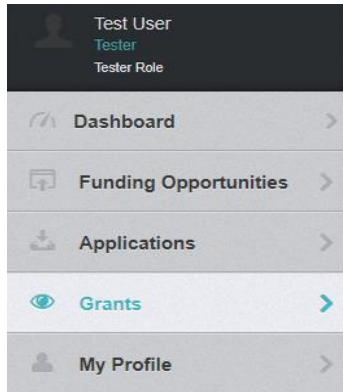 Test User
Tester
Tester Role
Dashboard
Funding Opportunities
Applications
Grants
My Profile